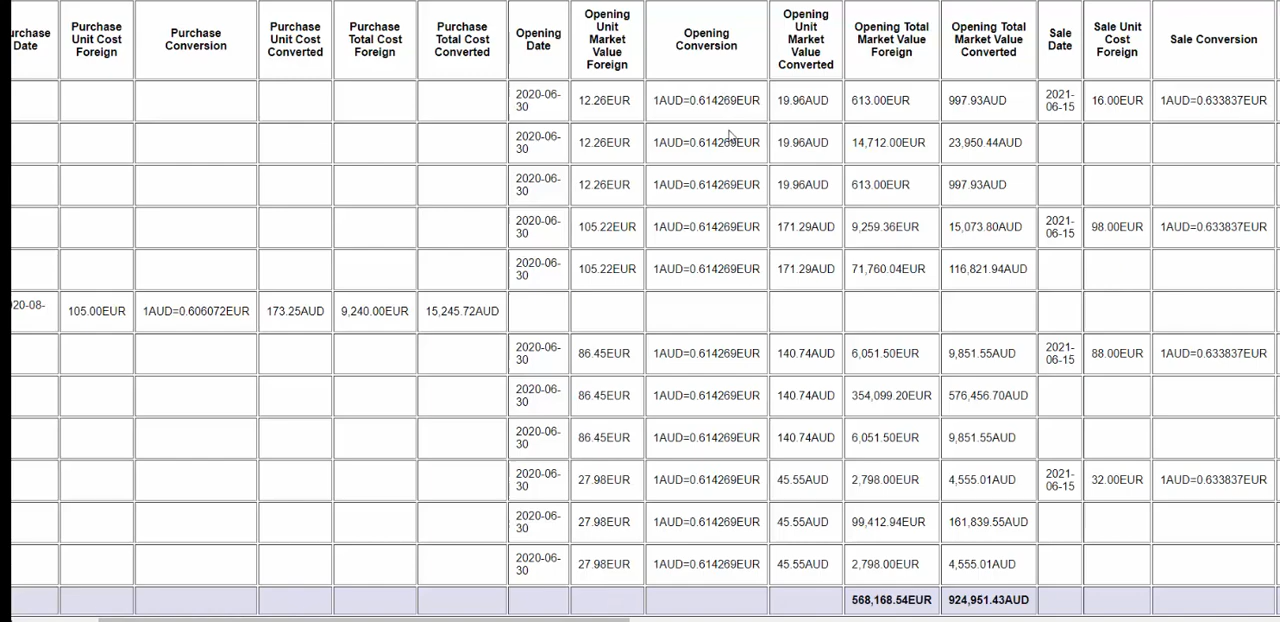 urchase Date Purchase Unit Cost Foreign Purchase Conversion Purchase Unit Cost Converted Purchase Total Cost Foreign Purchase Total Cost Converted Opening Date Opening Unit Market Value Foreign Opening Conversion Opening Unit Market Value Converted Opening Total Market Value Foreign Opening Total Market Value Converted Sale Date Sale Unit Cost Foreign Sale Conversion
2020-06-30 12.26EUR 1AUD=0.614269EUR 19.96AUD 613.00EUR 997.93AUD 2021-06-15 16.00EUR 1AUD=0.633837EUR
2020-06-30 12.26EUR 1AUD=0.614269EUR 19.96AUD 14,712.00EUR 23,950.44AUD
2020-06-30 12.26EUR 1AUD=0.614269EUR 19.96AUD 613.00EUR 997.93AUD
2020-06-30 105.22EUR 1AUD=0.614269EUR 171.29AUD 9,259.36EUR 15,073.80AUD 2021-06-15 98.00EUR 1AUD=0.633837EUR
2020-06-30 105.22EUR 1AUD=0.614269EUR 171.29AUD 71,760.04EUR 116,821.94AUD
20-08- 105.00EUR 1AUD=0.606072EUR 173.25AUD 9,240.00EUR 15,245.72AUD
2020-06-30 86.45EUR 1AUD=0.614269EUR 140.74AUD 6,051.50EUR 9,851.55AUD 2021-06-15 88.00EUR 1AUD=0.633837EUR
2020-06-30 86.45EUR 1AUD=0.614269EUR 140.74AUD 354,099.20EUR 576,456.70AUD
2020-06-30 86.45EUR 1AUD=0.614269EUR 140.74AUD 6,051.50EUR 9,851.55AUD
2020-06-30 27.98EUR 1AUD=0.614269EUR 45.55AUD 2,798.00EUR 4,555.01AUD 2021-06-15 32.00EUR 1AUD=0.633837EUR
2020-06-30 27.98EUR 1AUD=0.614269EUR 45.55AUD 99,412.94EUR 161,839.55AUD
2020-06-30 27.98EUR 1AUD=0.614269EUR 45.55AUD 2,798.00EUR 4,555.01AUD
568,168.54EUR 924,951.43AUD